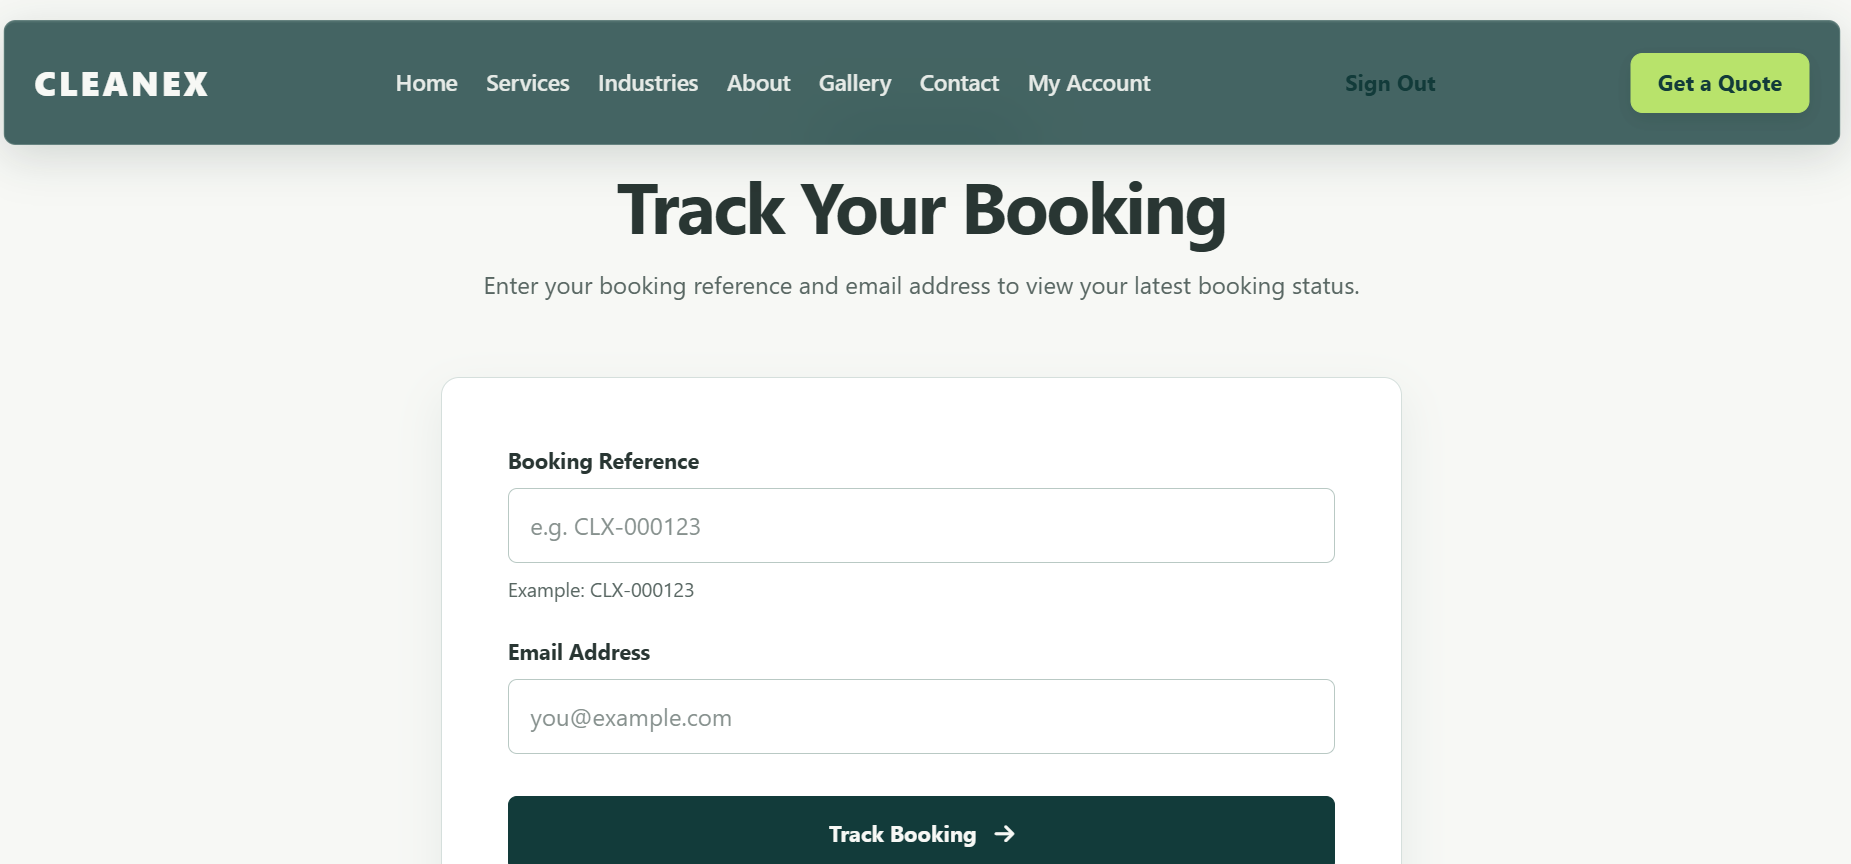 CLEANEX
Home Services Industries About Gallery Contact My Account Sign Out Get a Quote
Track Your Booking
Enter your booking reference and email address to view your latest booking status.
Booking Reference
e.g. CLX-000123
Example: CLX-000123
Email Address
you@example.com
Track Booking →